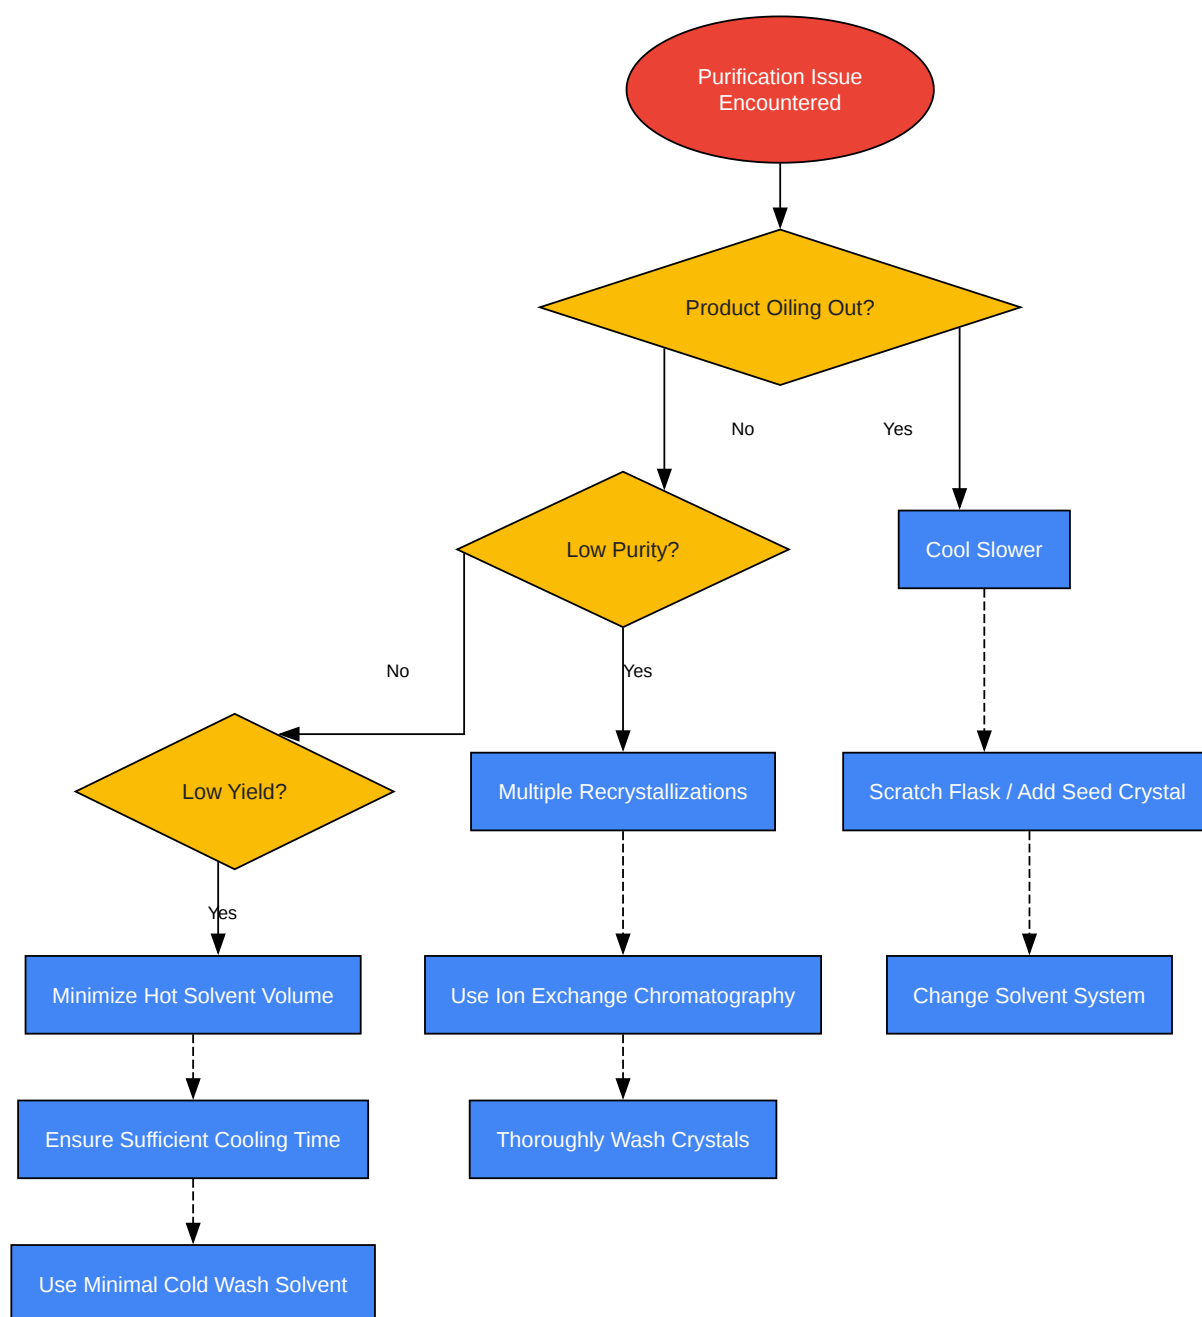 Purification Issue
Encountered
Product Oiling Out?
No
Yes
Low Purity?
Cool Slower
No
Yes
Low Yield?
Multiple Recrystallizations
Scratch Flask / Add Seed Crystal
Yes
Minimize Hot Solvent Volume
Use Ion Exchange Chromatography
Change Solvent System
Ensure Sufficient Cooling Time
Thoroughly Wash Crystals
Use Minimal Cold Wash Solvent